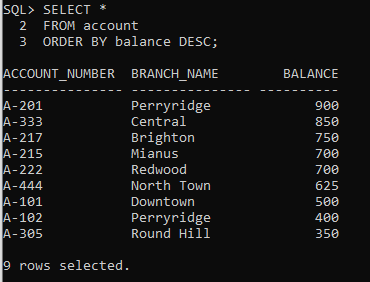 SQL> SELECT *
  2  FROM account
  3  ORDER BY balance DESC;
ACCOUNT_NUMBER  BRANCH_NAME        BALANCE
--------------- --------------- ----------
A-201           Perryridge             900
A-333           Central                850
A-217           Brighton               750
A-215           Mianus                 700
A-222           Redwood                700
A-444           North Town             625
A-101           Downtown               500
A-102           Perryridge             400
A-305           Round Hill             350
9 rows selected.